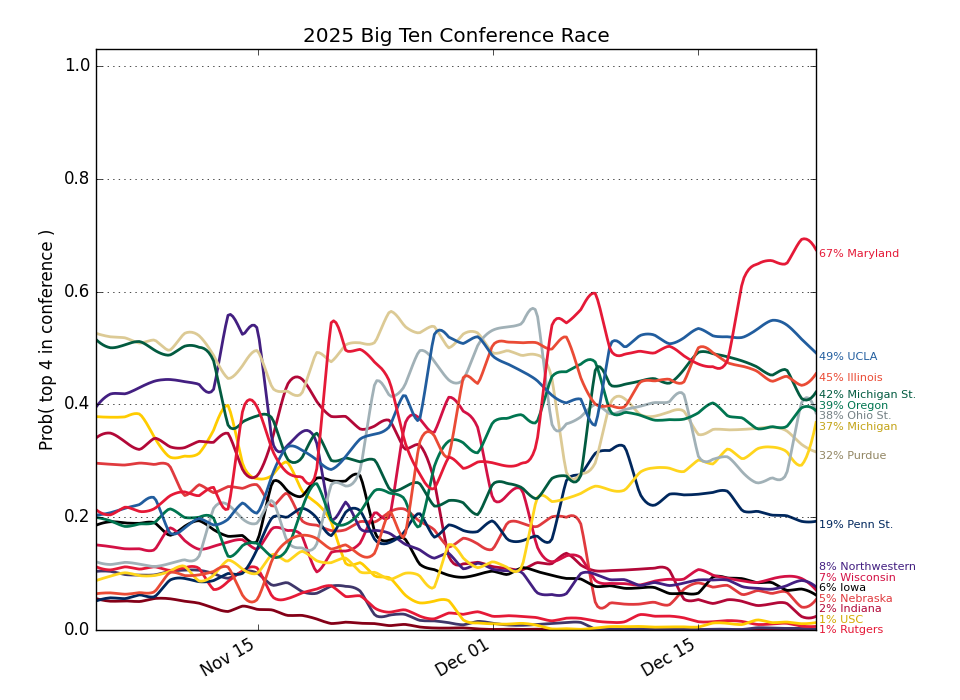 2025 Big Ten Conference Race
Prob( top 4 in conference )
1.0
0.8
0.6
0.4
0.2
0.0
Nov 15
Dec 01
Dec 15
67% Maryland
49% UCLA
45% Illinois
42% Michigan St.
39% Oregon
38% Ohio St.
37% Michigan
32% Purdue
19% Penn St.
8% Northwestern
7% Wisconsin
6% Iowa
5% Nebraska
2% Indiana
1% USC
1% Rutgers